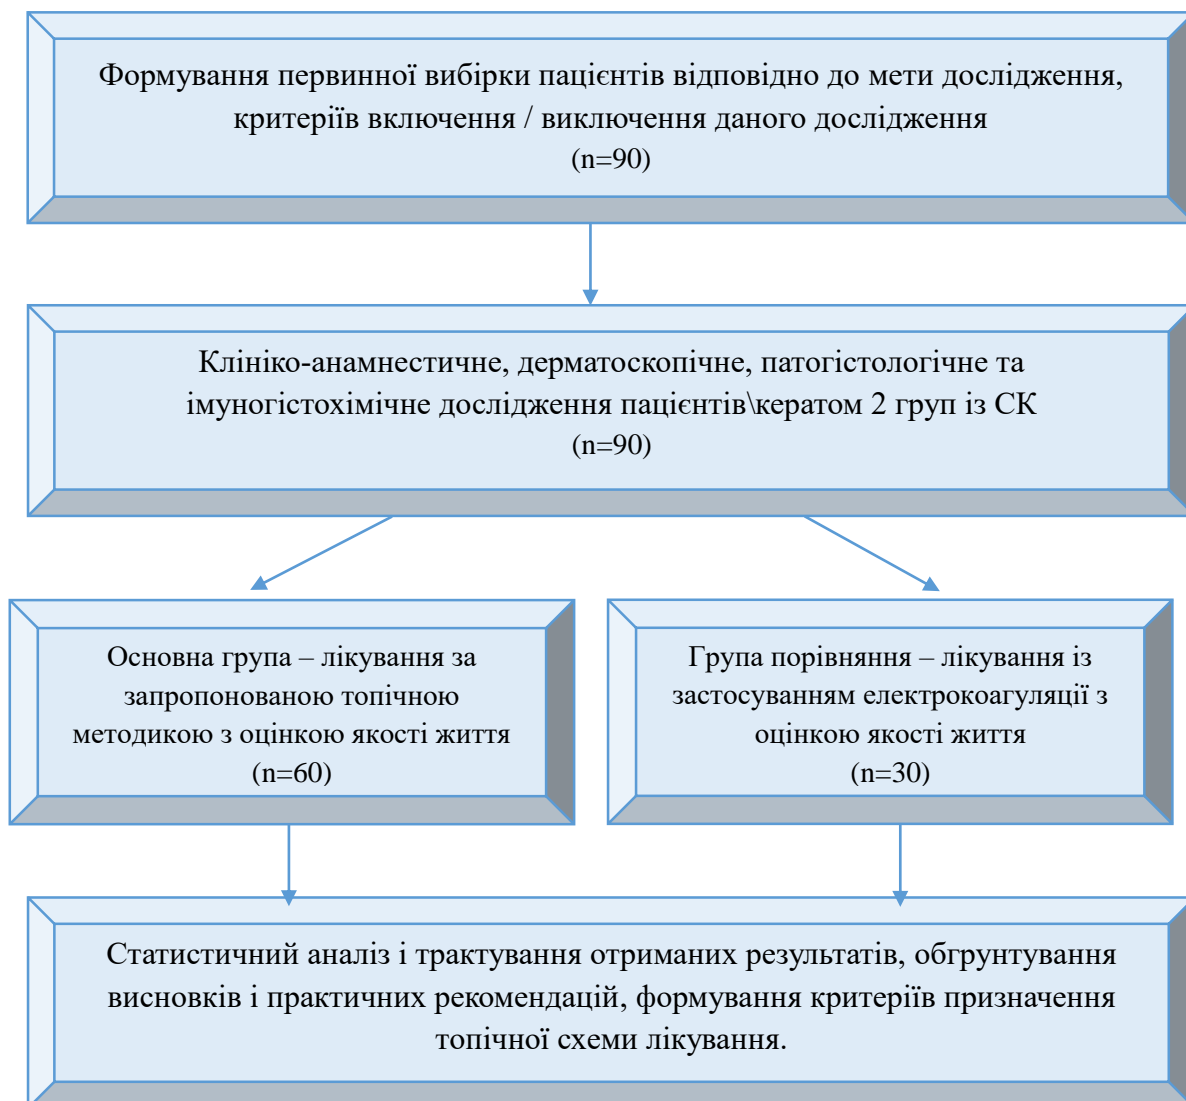 Формування первинної вибірки пацієнтів відповідно до мети дослідження,
критеріїв включення / виключення даного дослідження
(n=90)
Клініко-анамнестичне, дерматоскопічне, патогістологічне та
імуногістохімічне дослідження пацієнтів\кератом 2 груп із СК
(n=90)
Основна група – лікування за
запропонованою топічною
методикою з оцінкою якості життя
(n=60)
Група порівняння – лікування із
застосуванням електрокоагуляції з
оцінкою якості життя
(n=30)
Статистичний аналіз і трактування отриманих результатів, обгрунтування
висновків і практичних рекомендацій, формування критеріїв призначення
топічної схеми лікування.